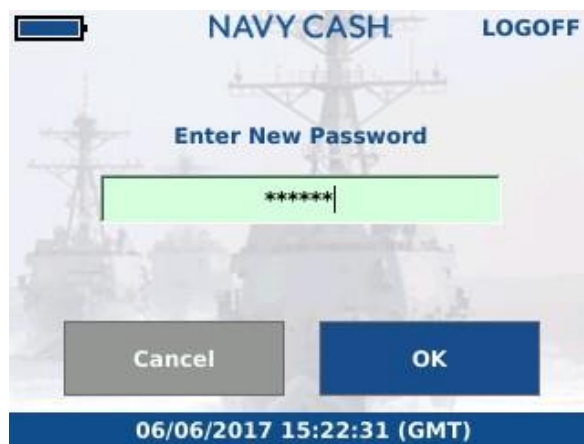 NAVY CASH LOGOFF
Enter New Password
******
Cancel OK
06/06/2017 15:22:31 (GMT)